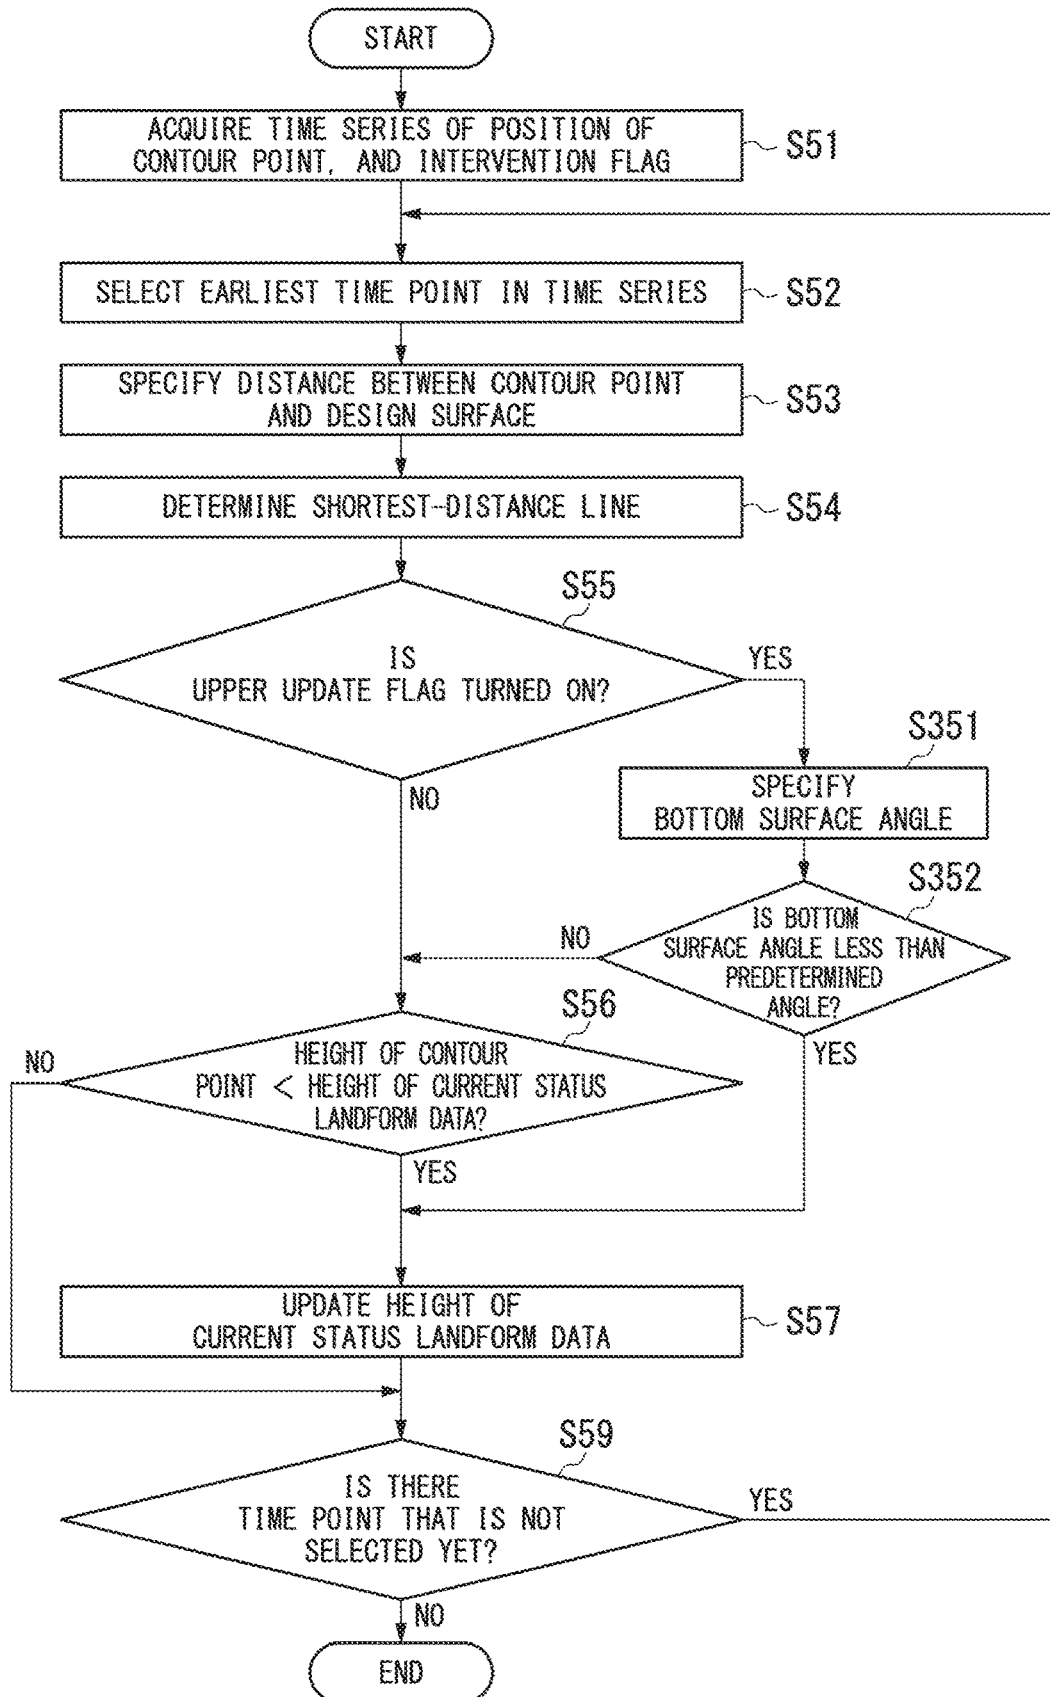 START
ACQUIRE TIME SERIES OF POSITION OF
CONTOUR POINT, AND INTERVENTION FLAG
S51
SELECT EARLIEST TIME POINT IN TIME SERIES
S52
SPECIFY DISTANCE BETWEEN CONTOUR POINT
AND DESIGN SURFACE
S53
DETERMINE SHORTEST-DISTANCE LINE
S54
S55
IS
UPPER UPDATE FLAG TURNED ON?
YES
NO
S351
SPECIFY
BOTTOM SURFACE ANGLE
S352
IS BOTTOM
SURFACE ANGLE LESS THAN
PREDETERMINED
ANGLE?
NO
YES
S56
HEIGHT OF CONTOUR
POINT < HEIGHT OF CURRENT STATUS
LANDFORM DATA?
NO
YES
UPDATE HEIGHT OF
CURRENT STATUS LANDFORM DATA
S57
S59
IS THERE
TIME POINT THAT IS NOT
SELECTED YET?
YES
NO
END